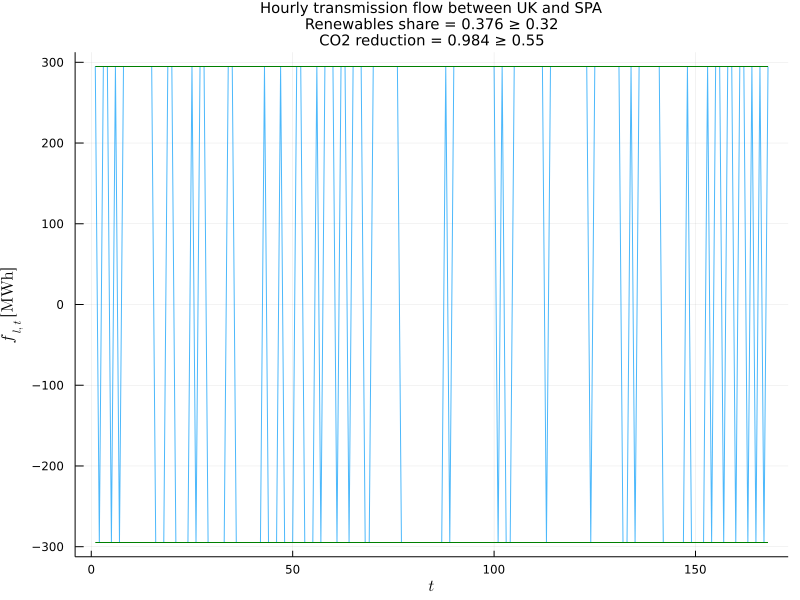 Hourly transmission flow between UK and SPA
Renewables share = 0.376 ≥ 0.32
CO2 reduction = 0.984 ≥ 0.55
300
200
100
0
−100
−200
−300
f l,t [MWh]
0
50
100
150
t